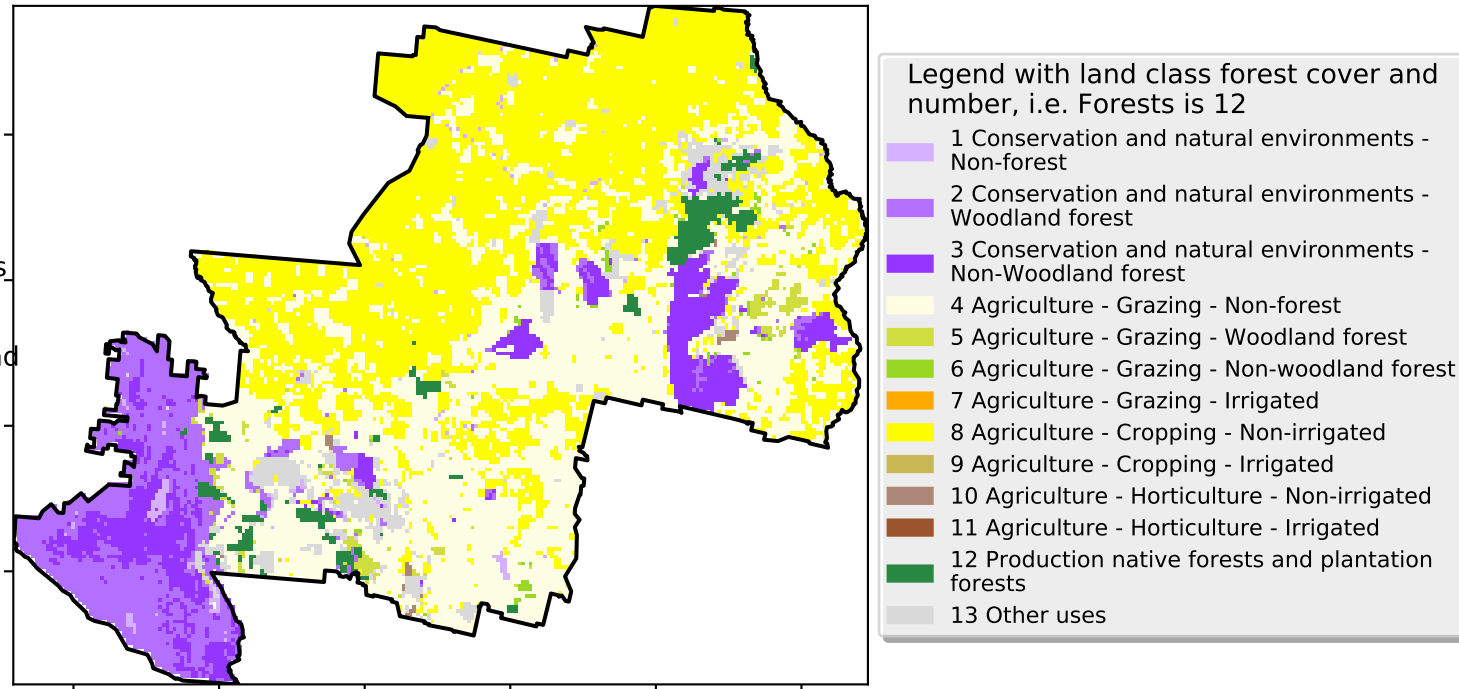 s
d
Legend with land class forest cover and
number, i.e. Forests is 12
1 Conservation and natural environments -
Non-forest
2 Conservation and natural environments -
Woodland forest
3 Conservation and natural environments -
Non-Woodland forest
4 Agriculture - Grazing - Non-forest
5 Agriculture - Grazing - Woodland forest
6 Agriculture - Grazing - Non-woodland forest
7 Agriculture - Grazing - Irrigated
8 Agriculture - Cropping - Non-irrigated
9 Agriculture - Cropping - Irrigated
10 Agriculture - Horticulture - Non-irrigated
11 Agriculture - Horticulture - Irrigated
12 Production native forests and plantation
forests
13 Other uses